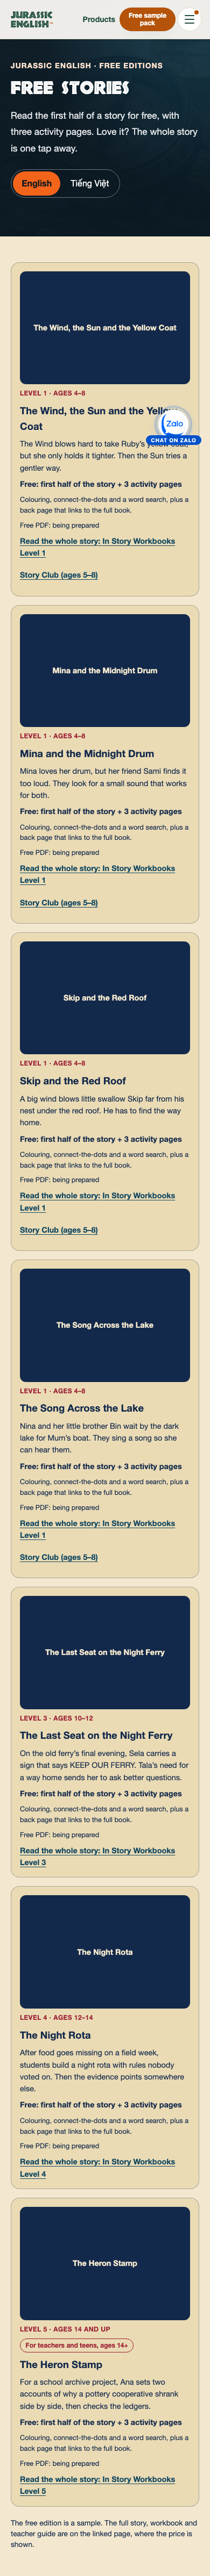 JURASSIC
ENGLISH™
Products
Free sample
pack
JURASSIC ENGLISH · FREE EDITIONS
FREE STORIES
Read the first half of a story for free, with
three activity pages. Love it? The whole story
is one tap away.
English
Tiếng Việt
The Wind, the Sun and the Yellow Coat
LEVEL 1 · AGES 4–8
The Wind, the Sun and the
Coat
Zalo
CHAT ON ZALO
The Wind blows hard to take Ruby's
but she only holds it tighter. Then the Sun tries a
gentler way.
Free: first half of the story + 3 activity pages
Colouring, connect-the-dots and a word search, plus a
back page that links to the full book.
Free PDF: being prepared
Read the whole story: In Story Workbooks
Level 1
Story Club (ages 5–8)
Mina and the Midnight Drum
LEVEL 1 · AGES 4–8
Mina and the Midnight Drum
Mina loves her drum, but her friend Sami finds it
too loud. They look for a small sound that works
for both.
Free: first half of the story + 3 activity pages
Colouring, connect-the-dots and a word search, plus a
back page that links to the full book.
Free PDF: being prepared
Read the whole story: In Story Workbooks
Level 1
Story Club (ages 5–8)
Skip and the Red Roof
LEVEL 1 · AGES 4–8
Skip and the Red Roof
A big wind blows little swallow Skip far from his
nest under the red roof. He has to find the way
home.
Free: first half of the story + 3 activity pages
Colouring, connect-the-dots and a word search, plus a
back page that links to the full book.
Free PDF: being prepared
Read the whole story: In Story Workbooks
Level 1
Story Club (ages 5–8)
The Song Across the Lake
LEVEL 1 · AGES 4–8
The Song Across the Lake
Nina and her little brother Bin wait by the dark
lake for Mum's boat. They sing a song so she
can hear them.
Free: first half of the story + 3 activity pages
Colouring, connect-the-dots and a word search, plus a
back page that links to the full book.
Free PDF: being prepared
Read the whole story: In Story Workbooks
Level 1
Story Club (ages 5–8)
The Last Seat on the Night Ferry
LEVEL 3 · AGES 10–12
The Last Seat on the Night Ferry
On the old ferry's final evening, Sela carries a
sign that says KEEP OUR FERRY. Tala's need for
a way home sends her to ask better questions.
Free: first half of the story + 3 activity pages
Colouring, connect-the-dots and a word search, plus a
back page that links to the full book.
Free PDF: being prepared
Read the whole story: In Story Workbooks
Level 3
The Night Rota
LEVEL 4 · AGES 12–14
The Night Rota
After food goes missing on a field week,
students build a night rota with rules nobody
voted on. Then the evidence points somewhere
else.
Free: first half of the story + 3 activity pages
Colouring, connect-the-dots and a word search, plus a
back page that links to the full book.
Free PDF: being prepared
Read the whole story: In Story Workbooks
Level 4
The Heron Stamp
LEVEL 5 · AGES 14 AND UP
For teachers and teens, ages 14+
The Heron Stamp
For a school archive project, Ana sets two
accounts of why a pottery cooperative shrank
side by side, then checks the ledgers.
Free: first half of the story + 3 activity pages
Colouring, connect-the-dots and a word search, plus a
back page that links to the full book.
Free PDF: being prepared
Read the whole story: In Story Workbooks
Level 5
The free edition is a sample. The full story, workbook and
teacher guide are on the linked page, where the price is
shown.